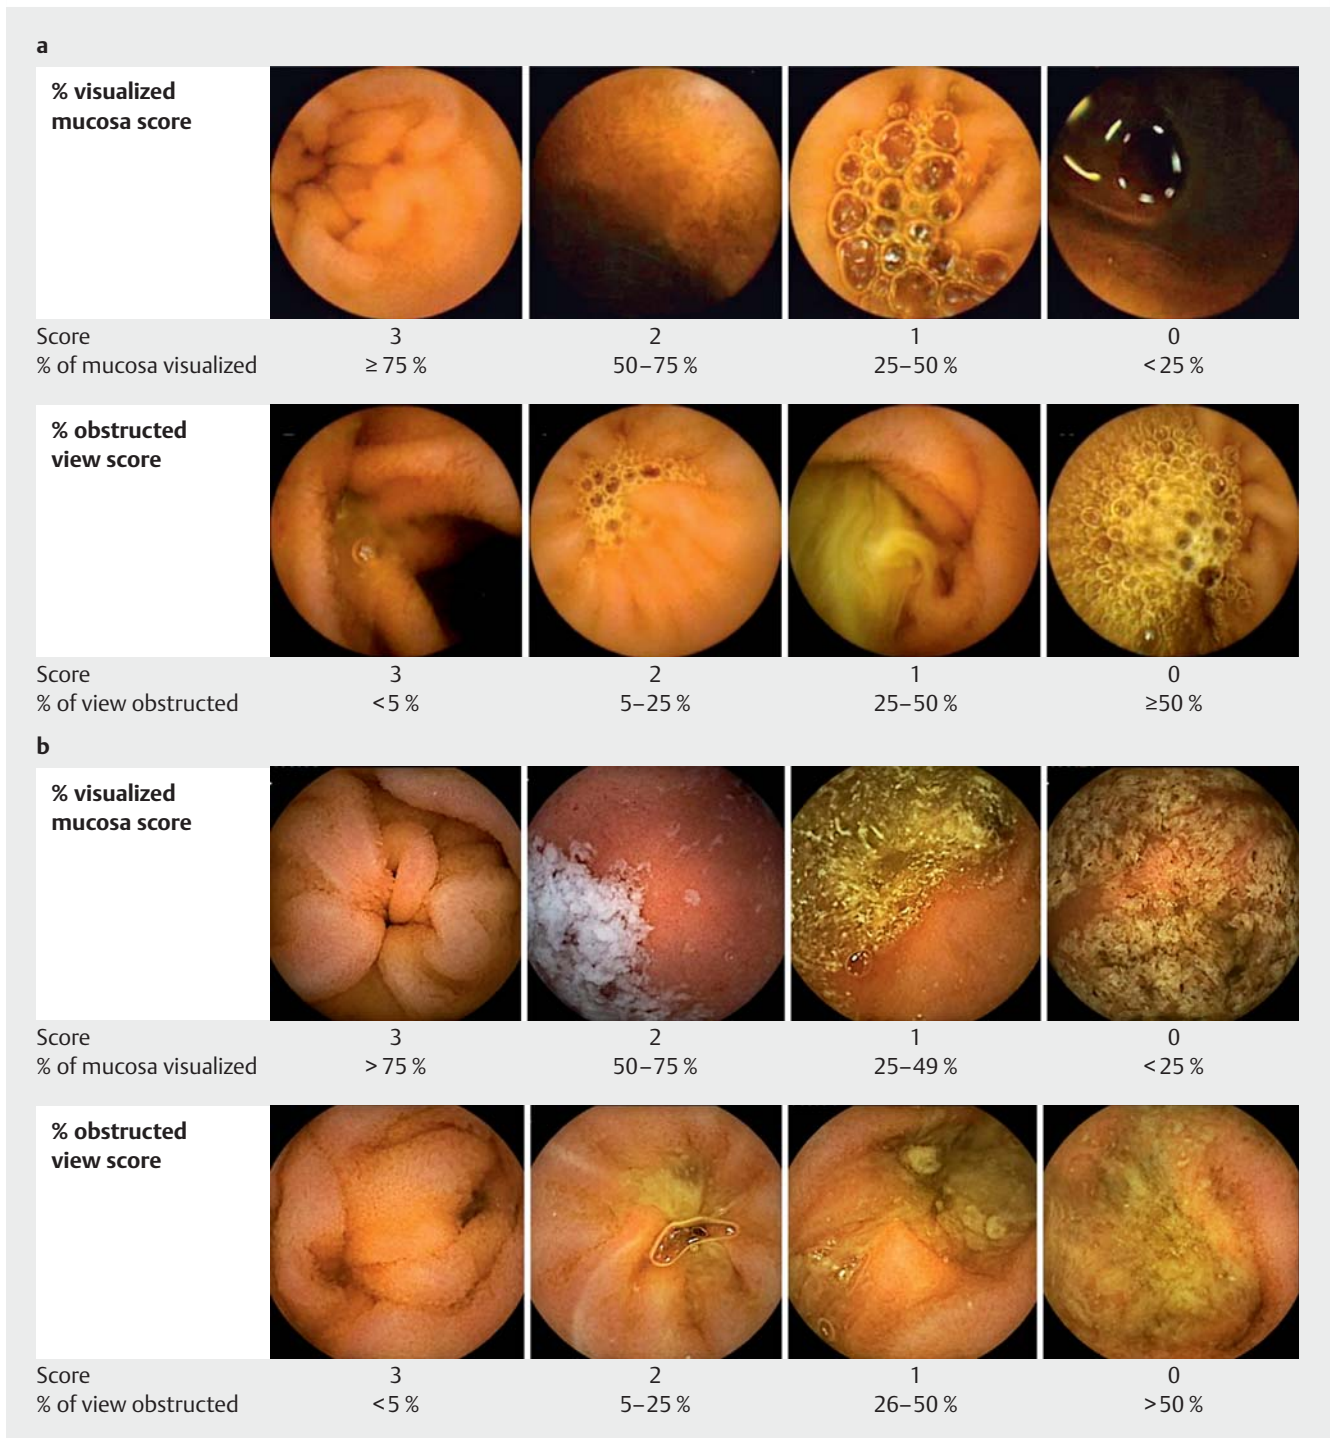 a
% visualized
mucosa score
Score 3 2 1 0
% of mucosa visualized ≥ 75 % 50–75 % 25–50 % < 25 %
% obstructed
view score
Score 3 2 1 0
% of view obstructed < 5 % 5–25 % 25–50 % ≥50 %
b
% visualized
mucosa score
Score 3 2 1 0
% of mucosa visualized > 75 % 50–75 % 25–49 % < 25 %
% obstructed
view score
Score 3 2 1 0
% of view obstructed < 5 % 5–25 % 26–50 % > 50 %